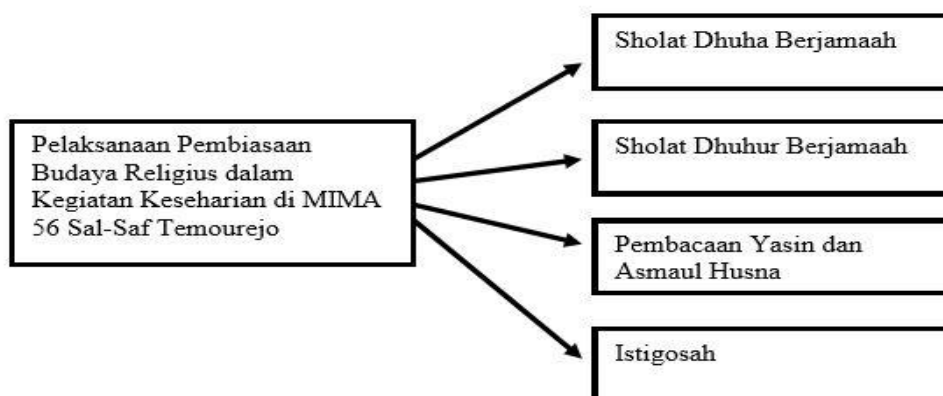 Pelaksanaan Pembiasaan
Budaya Religius dalam
Kegiatan Keseharian di MIMA
56 Sal-Saf Temourejo
Sholat Dhuha Berjamaah
Sholat Dhuhur Berjamaah
Pembacaan Yasin dan
Asmaul Husna
Istigosah